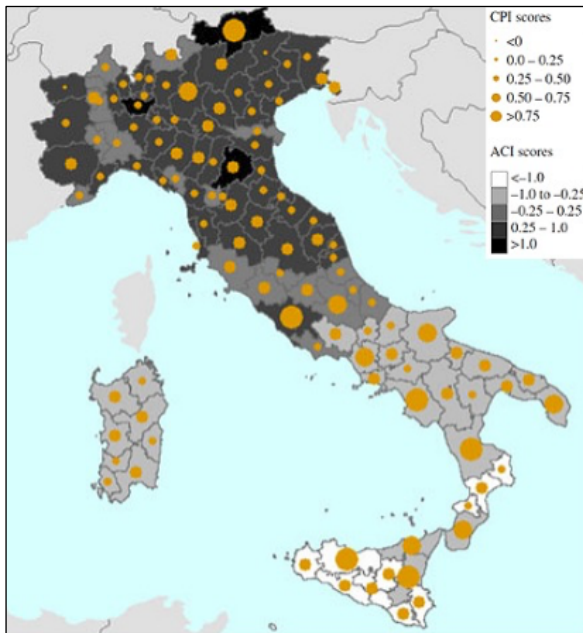 CPI scores
<0
0.0 – 0.25
0.25 – 0.50
0.50 – 0.75
>0.75
ACI scores
<–1.0
–1.0 to –0.25
–0.25 – 0.25
0.25 – 1.0
>1.0